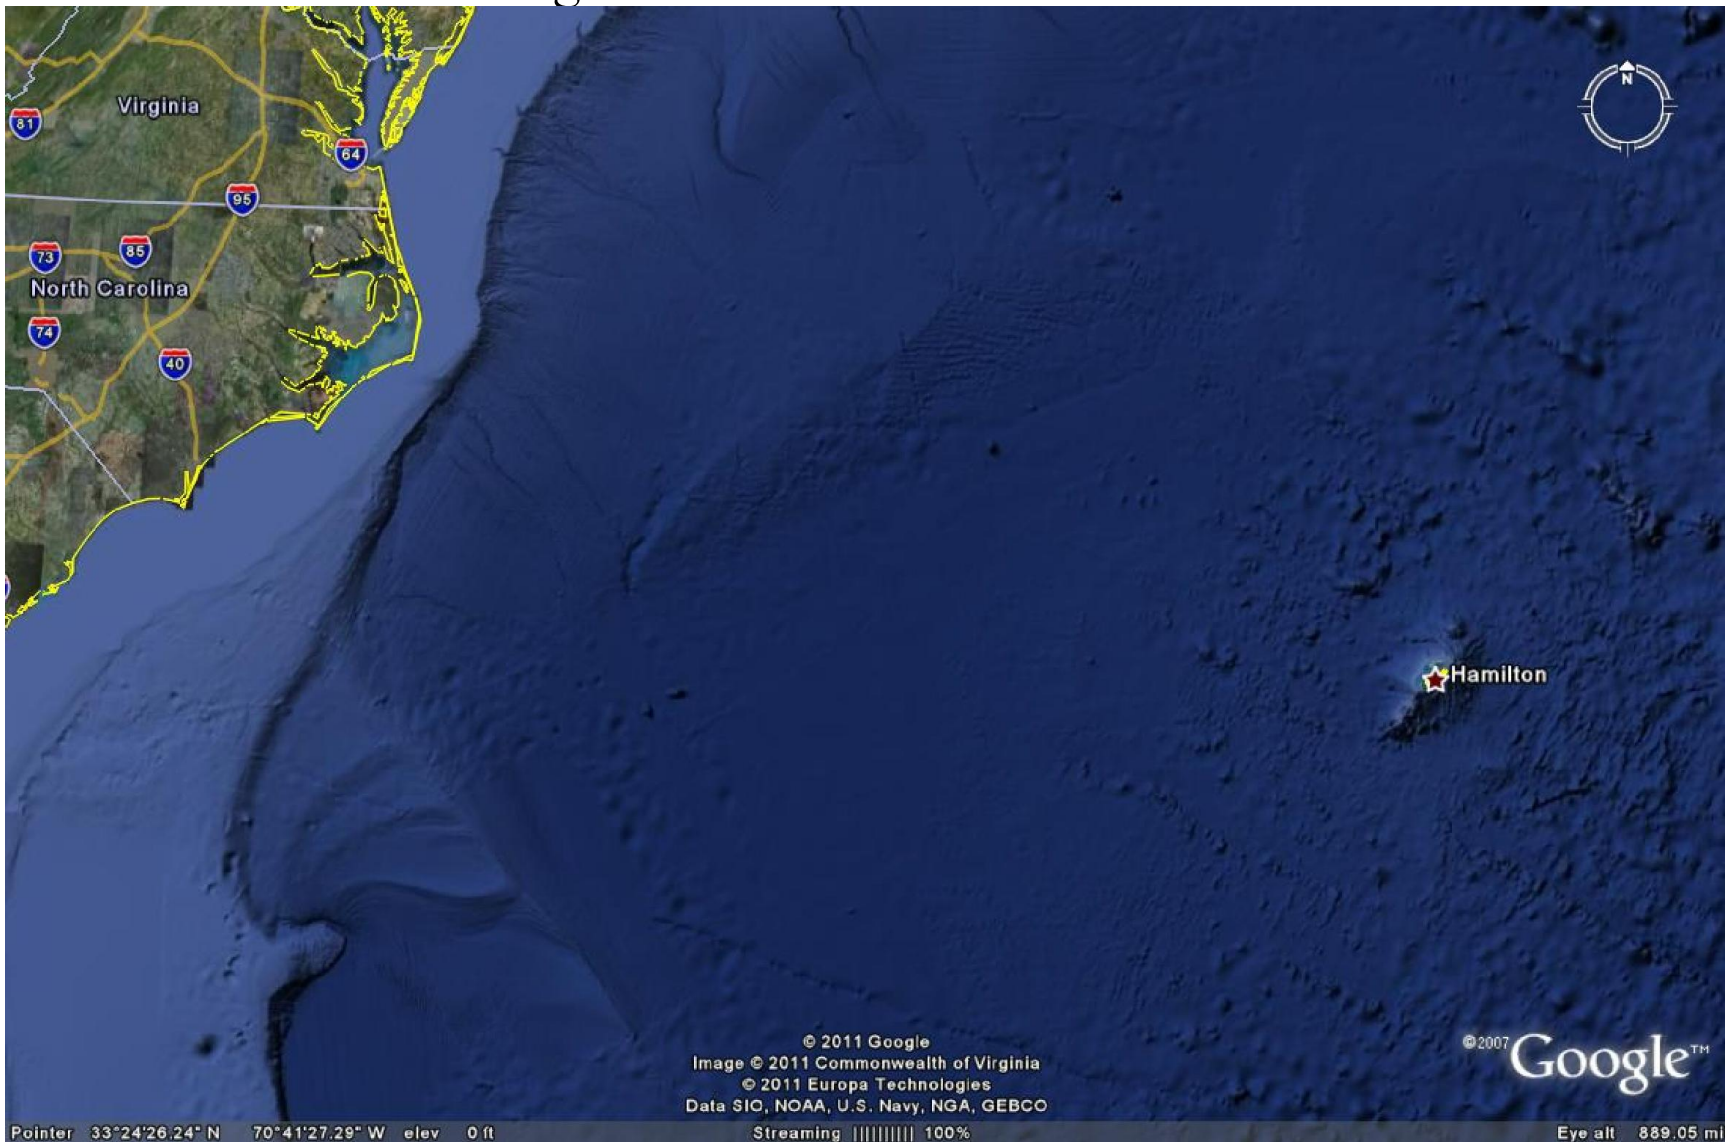 Virginia
81
64
95
73
85
North Carolina
74
40
N
Hamilton
© 2011 Google
Image © 2011 Commonwealth of Virginia
© 2011 Europa Technologies
Data SIO, NOAA, U.S. Navy, NGA, GEBCO
©2007 Google™
Pointer 33°24'26.24" N 70°41'27.29" W elev 0 ft Streaming |||||||||| 100% Eye alt 889.05 mi